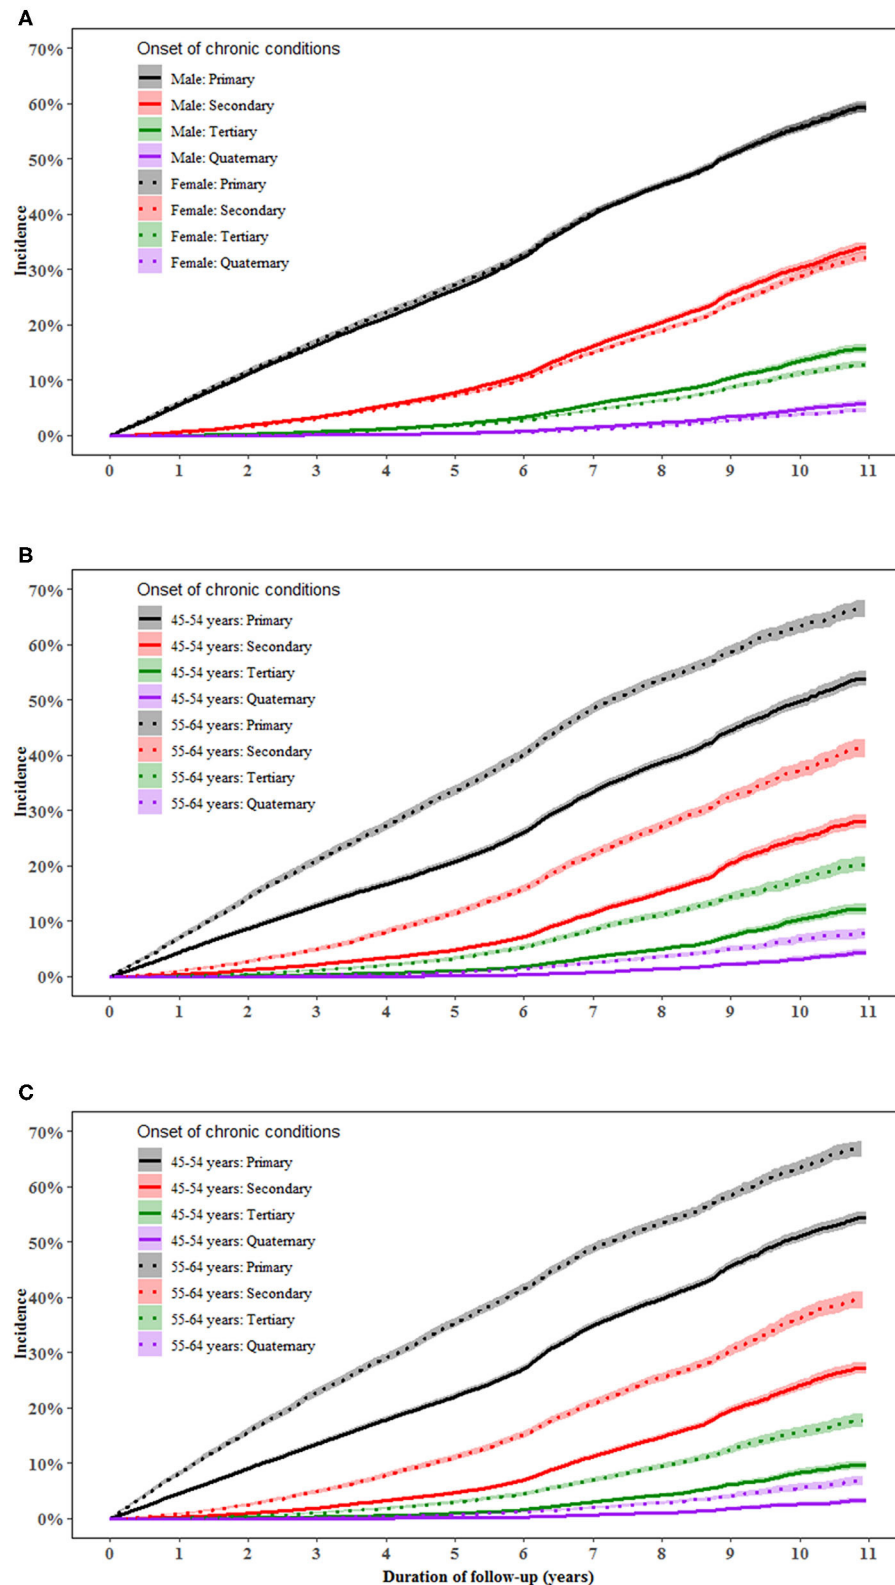 A
Onset of chronic conditions
Male: Primary
Male: Secondary
Male: Tertiary
Male: Quaternary
Female: Primary
Female: Secondary
Female: Tertiary
Female: Quaternary
Incidence
70%
60%
50%
40%
30%
20%
10%
0%
0 1 2 3 4 5 6 7 8 9 10 11
B
Onset of chronic conditions
45-54 years: Primary
45-54 years: Secondary
45-54 years: Tertiary
45-54 years: Quaternary
55-64 years: Primary
55-64 years: Secondary
55-64 years: Tertiary
55-64 years: Quaternary
Incidence
70%
60%
50%
40%
30%
20%
10%
0%
0 1 2 3 4 5 6 7 8 9 10 11
C
Onset of chronic conditions
45-54 years: Primary
45-54 years: Secondary
45-54 years: Tertiary
45-54 years: Quaternary
55-64 years: Primary
55-64 years: Secondary
55-64 years: Tertiary
55-64 years: Quaternary
Incidence
70%
60%
50%
40%
30%
20%
10%
0%
0 1 2 3 4 5 6 7 8 9 10 11
Duration of follow-up (years)